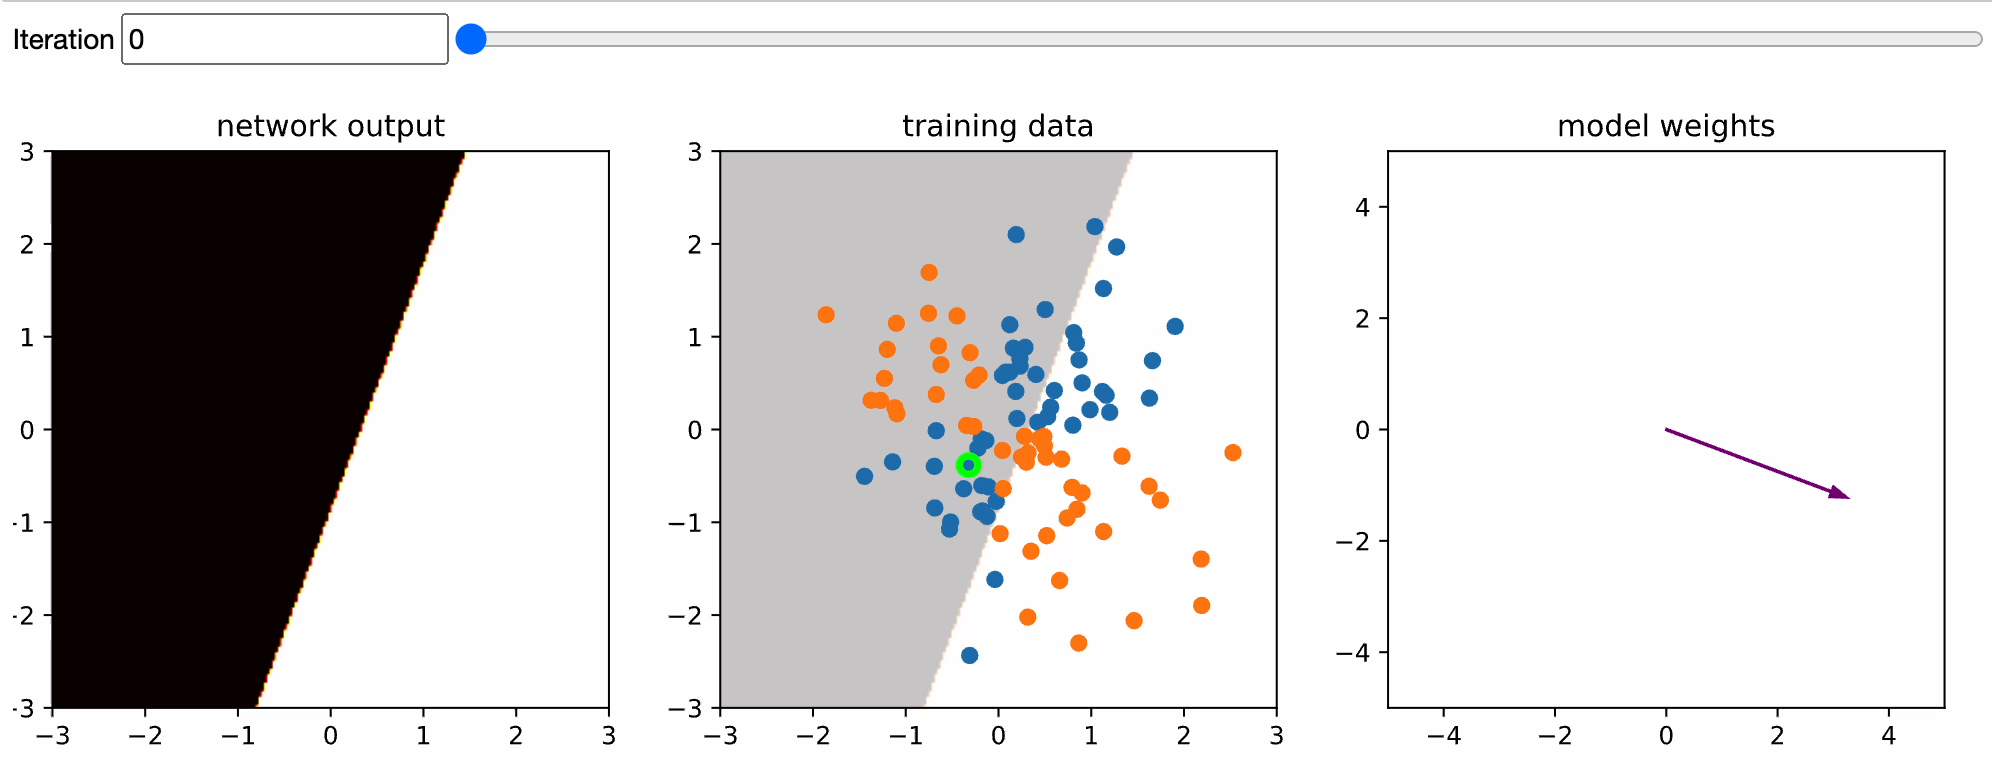 Iteration 0
network output training data model weights
3 3
2 2 4
1 1 2
0 0 0
-1 −1 −2
-2 −2 −4
-3 −3
−3 −2 −1 0 1 2 3 −3 −2 −1 0 1 2 3 −4 −2 0 2 4